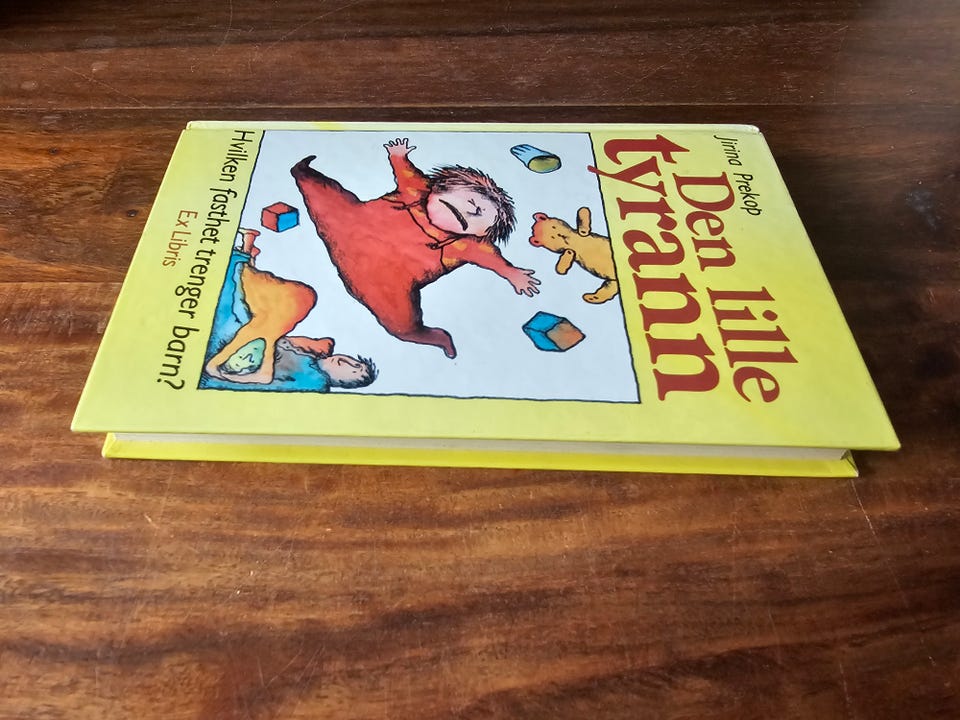 Jirina Prekop
Den lille
tyrann
Hvilken fasthet trenger barn?
Ex Libris